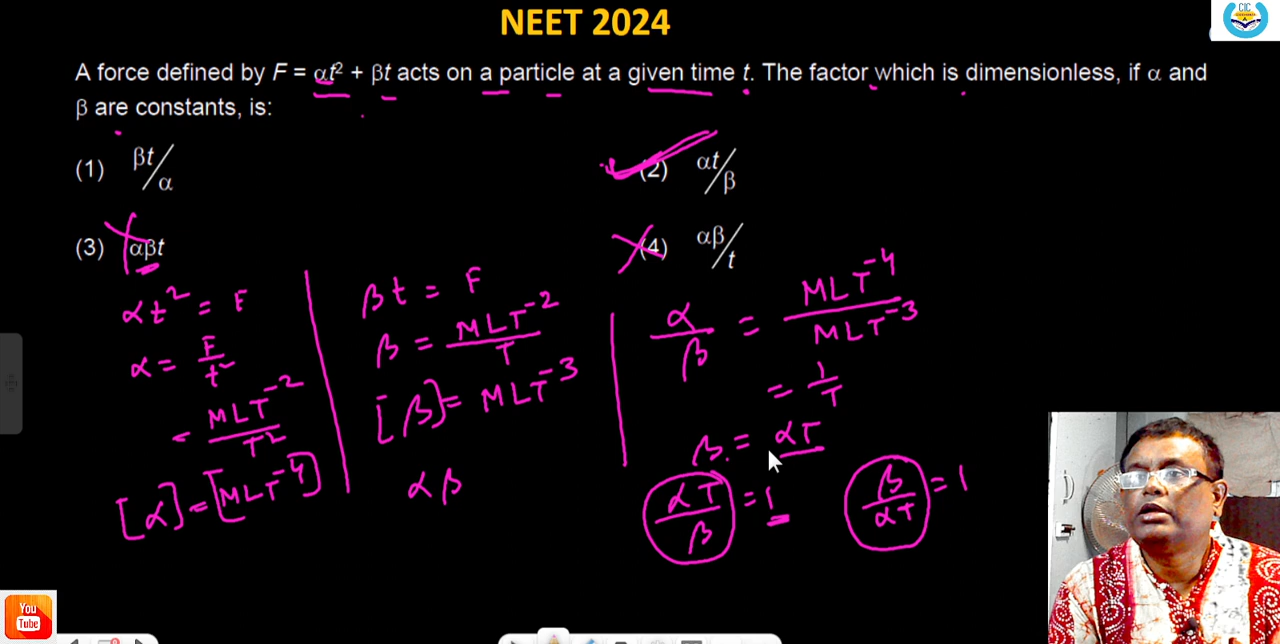 NEET 2024
CIC
A force defined by F = αt² + βt acts on a particle at a given time t. The factor which is dimensionless, if α and
β are constants, is:
(1) βt/α
(2) αt/β
(3) αβt
(4) αβ/t
αt² = F
α = F/t²
= MLT⁻²/T²
[α] = [MLT⁻⁴]
βt = F
β = MLT⁻²/T
[β] = MLT⁻³
αβ
α/β = MLT⁻⁴/MLT⁻³
= 1/T
β = αT
αT/β = 1
β/αT = 1
You
Tube